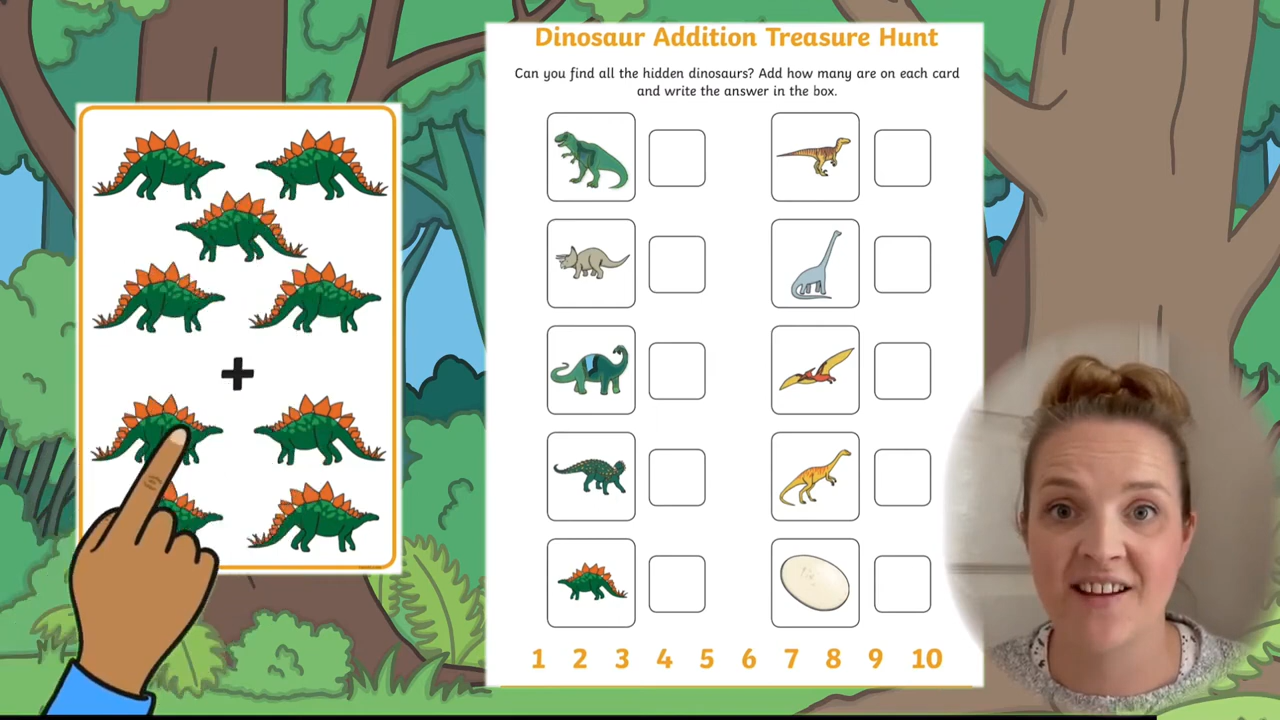 Dinosaur Addition Treasure Hunt
Can you find all the hidden dinosaurs? Add how many are on each card
and write the answer in the box.
+
1 2 3 4 5 6 7 8 9 10